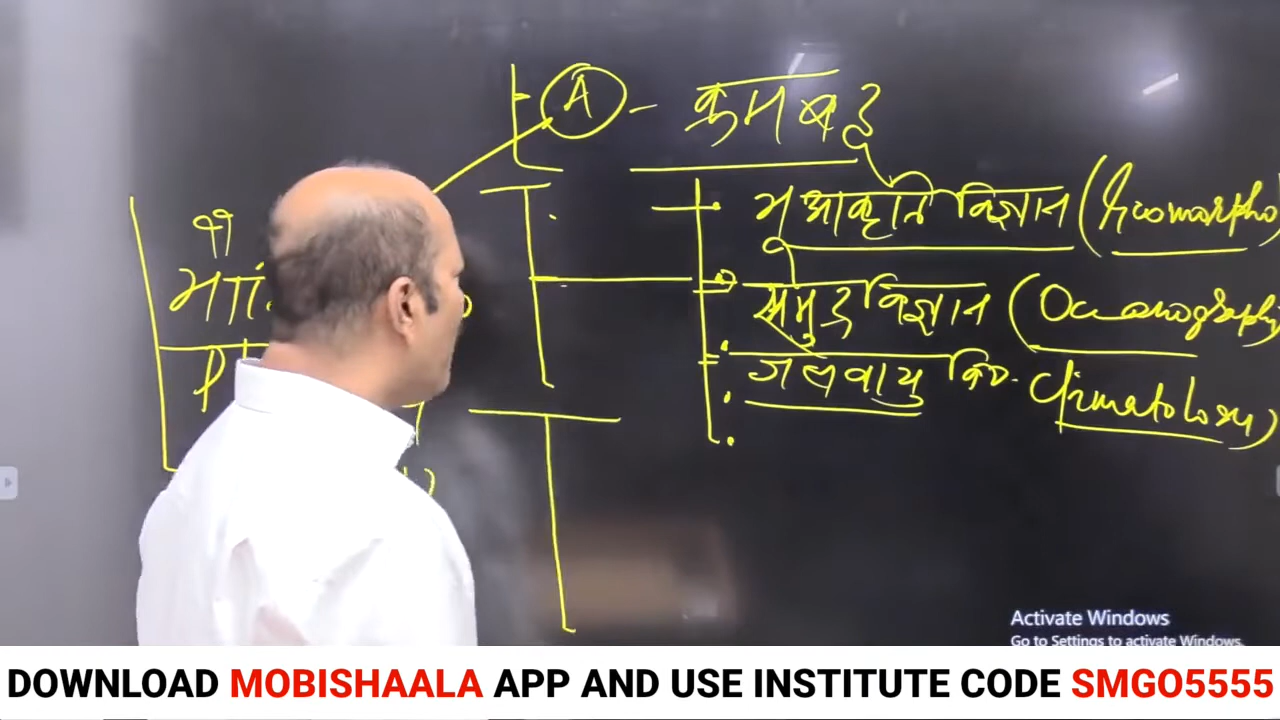 A - क्रमबद्ध
भू आकृति विज्ञान (Geomorpho
समुद्र विज्ञान (Oceanography
जलवायु वि. Climatology)
Activate Windows
Go to Settings to activate Windows.
DOWNLOAD MOBISHAALA APP AND USE INSTITUTE CODE SMGO5555